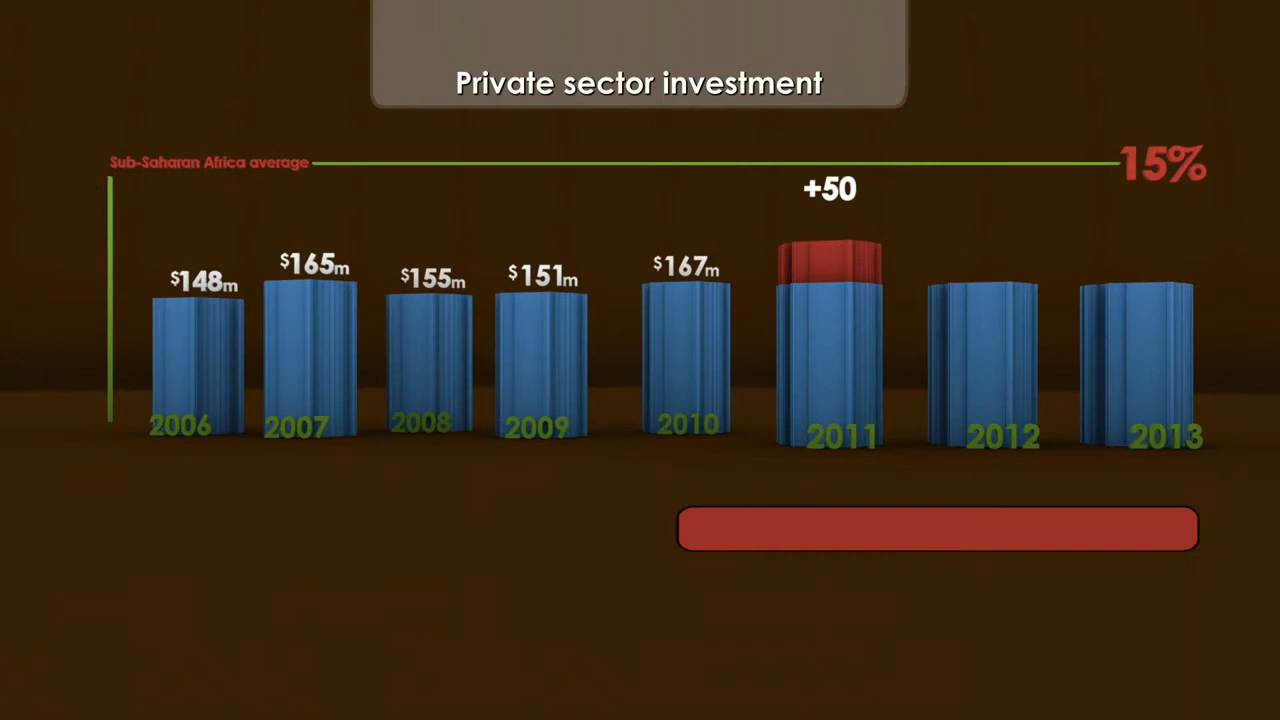 Private sector investment
Sub-Saharan Africa average
15%
+50
$148m
$165m
$155m
$151m
$167m
2006
2007
2008
2009
2010
2011
2012
2013